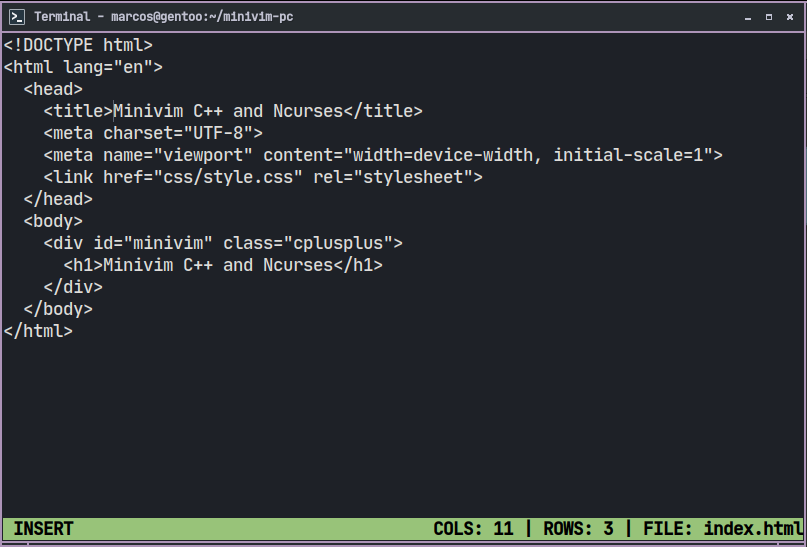 Terminal - marcos@gentoo:~/minivim-pc
<!DOCTYPE html>
<html lang="en">
  <head>
    <title>Minivim C++ and Ncurses</title>
    <meta charset="UTF-8">
    <meta name="viewport" content="width=device-width, initial-scale=1">
    <link href="css/style.css" rel="stylesheet">
  </head>
  <body>
    <div id="minivim" class="cplusplus">
      <h1>Minivim C++ and Ncurses</h1>
    </div>
  </body>
</html>
INSERT COLS: 11 | ROWS: 3 | FILE: index.html